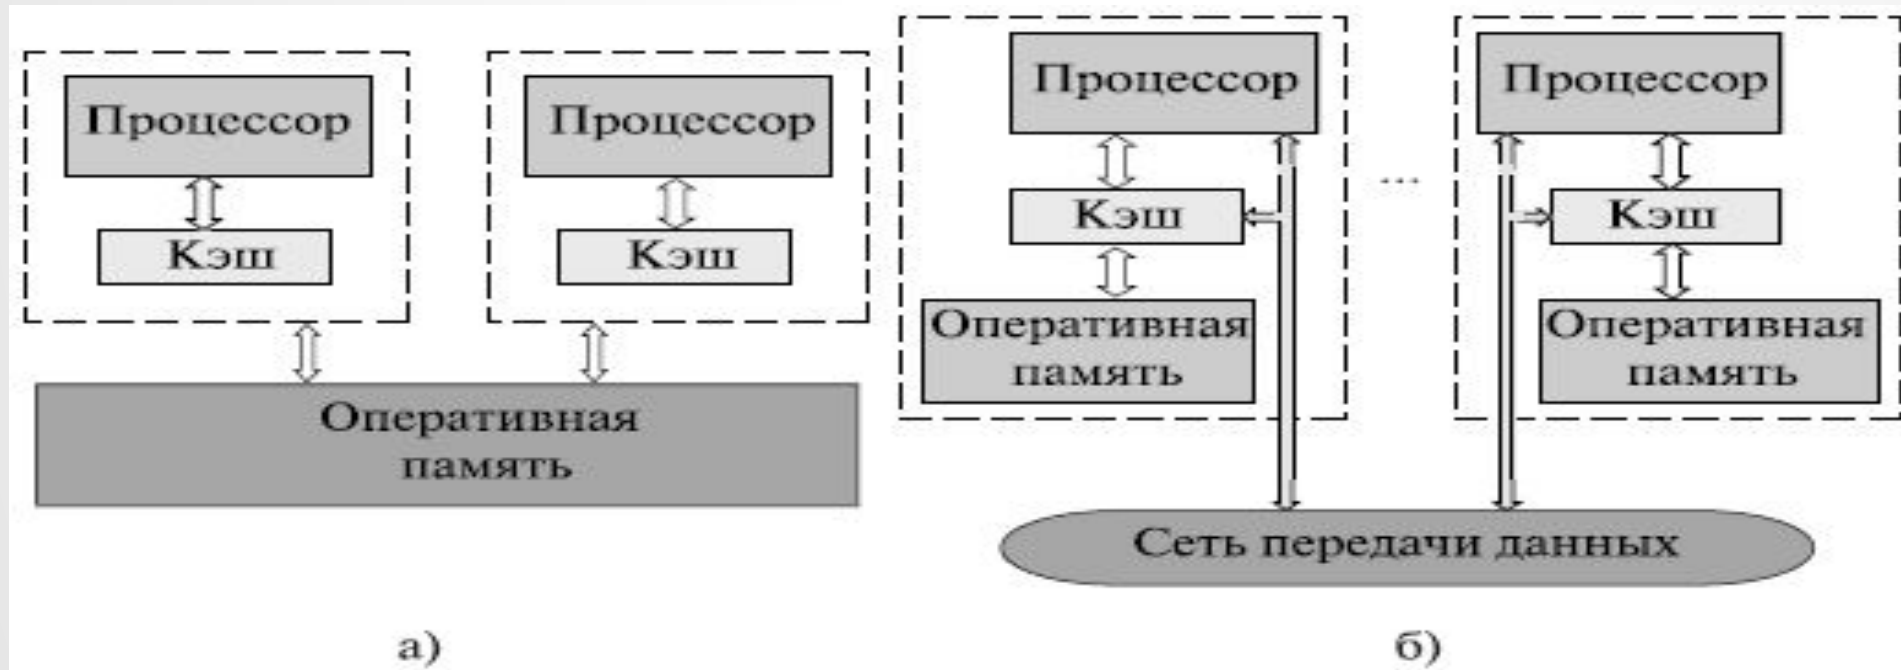 Процессор
Кэш
Процессор
Кэш
Оперативная
память
а)
Процессор
Кэш
Оперативная
память
...
Процессор
Кэш
Оперативная
память
Сеть передачи данных
б)